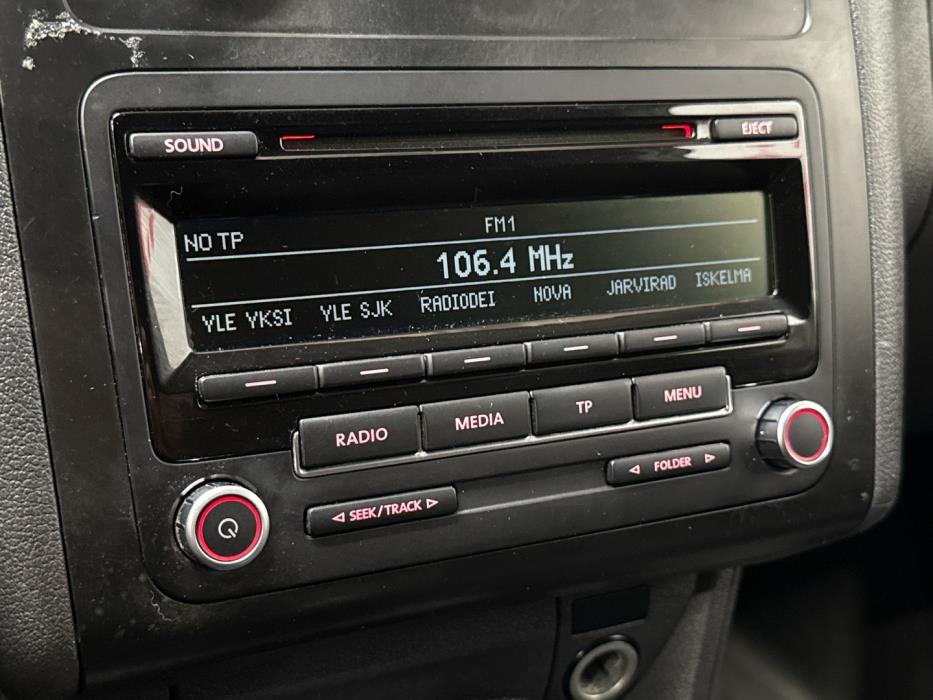 SOUND
EJECT
FM1
NO TP
106.4 MHz
YLE YKSI YLE SJK RADIODEI NOVA JARVIRAD ISKELMA
RADIO MEDIA TP MENU
SEEK/TRACK
FOLDER